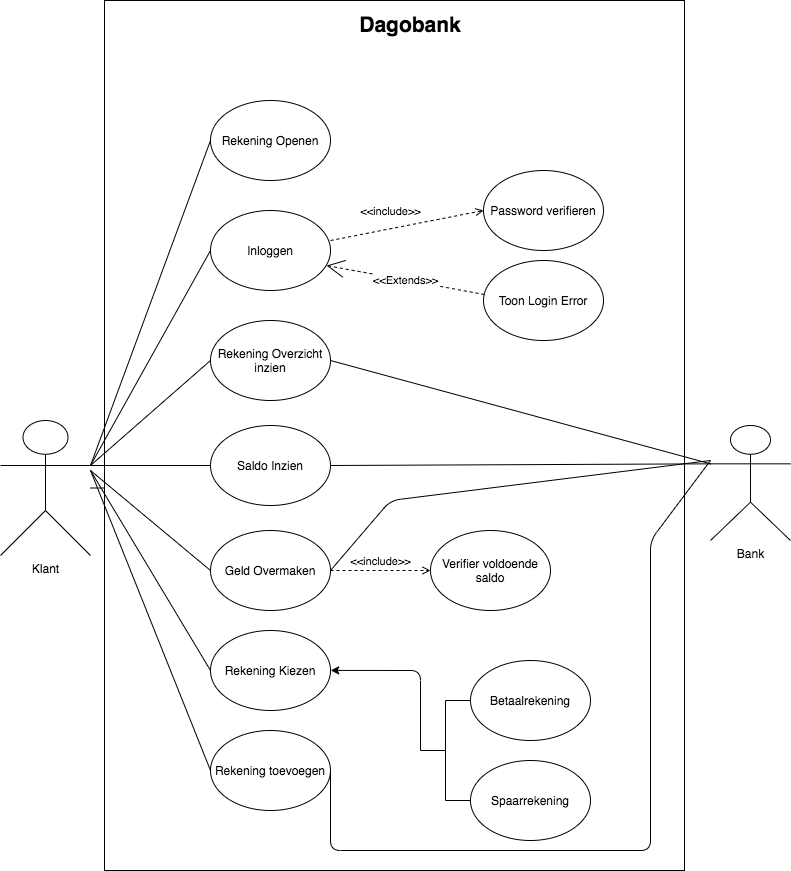 Dagobank
Rekening Openen
<<include>>
Password verifieren
Inloggen
<<Extends>>
Toon Login Error
Rekening Overzicht
inzien
Saldo Inzien
Klant
Bank
Geld Overmaken
<<include>>
Verifier voldoende
saldo
Rekening Kiezen
Betaalrekening
Rekening toevoegen
Spaarrekening